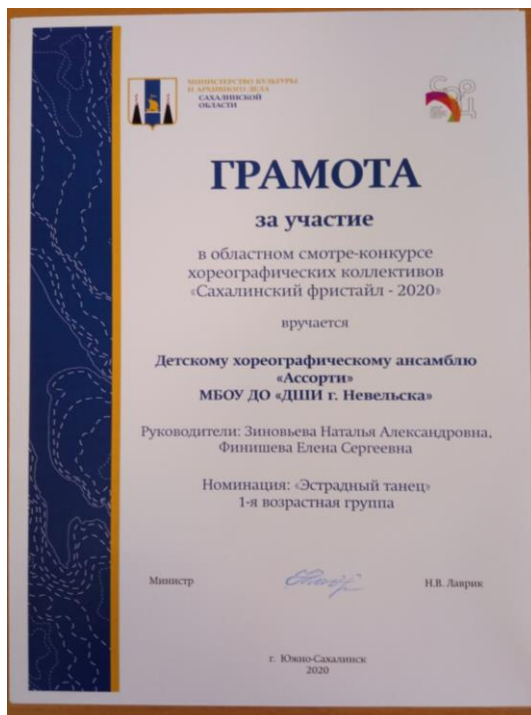 МИНИСТЕРСТВО КУЛЬТУРЫ
И АРХИВНОГО ДЕЛА
САХАЛИНСКОЙ
ОБЛАСТИ
ГРАМОТА
за участие
в областном смотре-конкурсе
хореографических коллективов
«Сахалинский фристайл - 2020»
вручается
Детскому хореографическому ансамблю
«Ассорти»
МБОУ ДО «ДШИ г. Невельска»
Руководители: Зиновьева Наталья Александровна,
Финишева Елена Сергеевна
Номинация: «Эстрадный танец»
1-я возрастная группа
Министр
Н.В. Лаврик
г. Южно-Сахалинск
2020